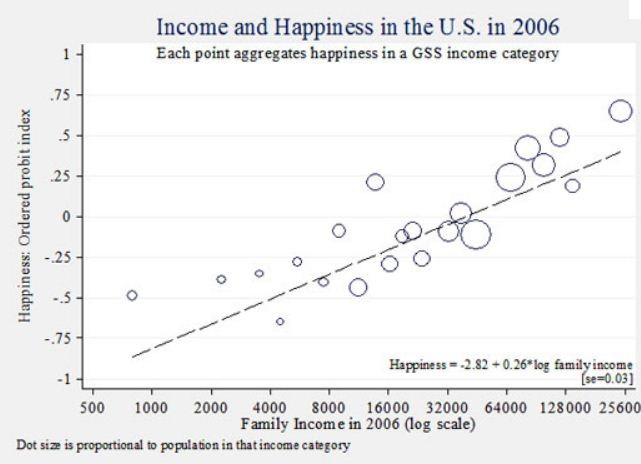 Income and Happiness in the U.S. in 2006
Each point aggregates happiness in a GSS income category
Happiness: Ordered probit index
1
.75
.5
.25
0
-.25
-.5
-.75
-1
Happiness = -2.82 + 0.26*log family income
[se=0.03]
500 1000 2000 4000 8000 16000 32000 64000 128000 25600
Family Income in 2006 (log scale)
Dot size is proportional to population in that income category